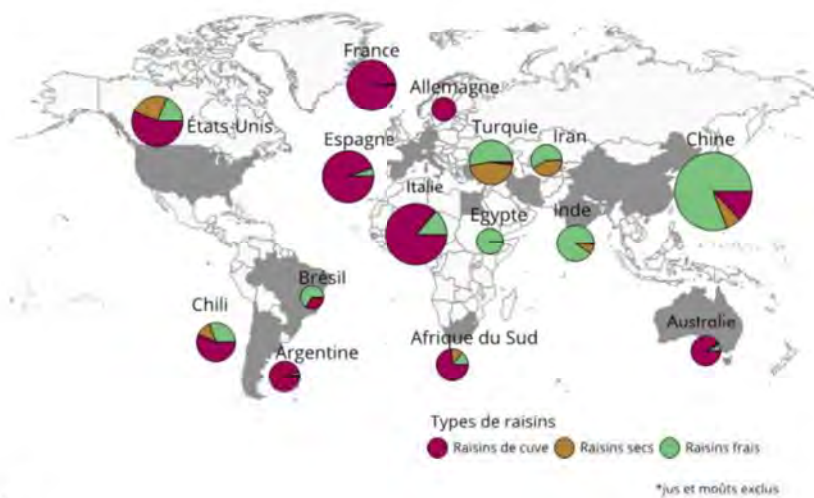 France
Allemagne
États-Unis
Turquie
Iran
Chine
Espagne
Italie
Egypte
Inde
Brésil
Chili
Afrique du Sud
Australie
Argentine
Types de raisins
Raisins de cuve Raisins secs Raisins frais
*jus et moûts exclus